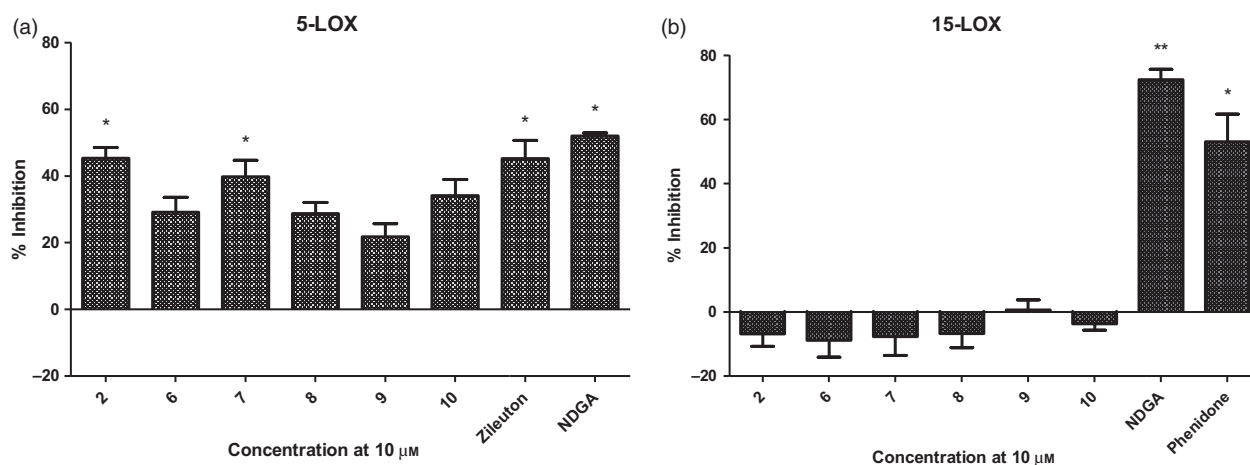 (a)
5-LOX
80
60
40
20
0
–20
% Inhibition
*
*
*
*
2
6
7
8
9
10
Zileuton
NDGA
Concentration at 10 µM
(b)
15-LOX
80
60
40
20
0
–20
% Inhibition
**
*
2
6
7
8
9
10
NDGA
Phenidone
Concentration at 10 µM